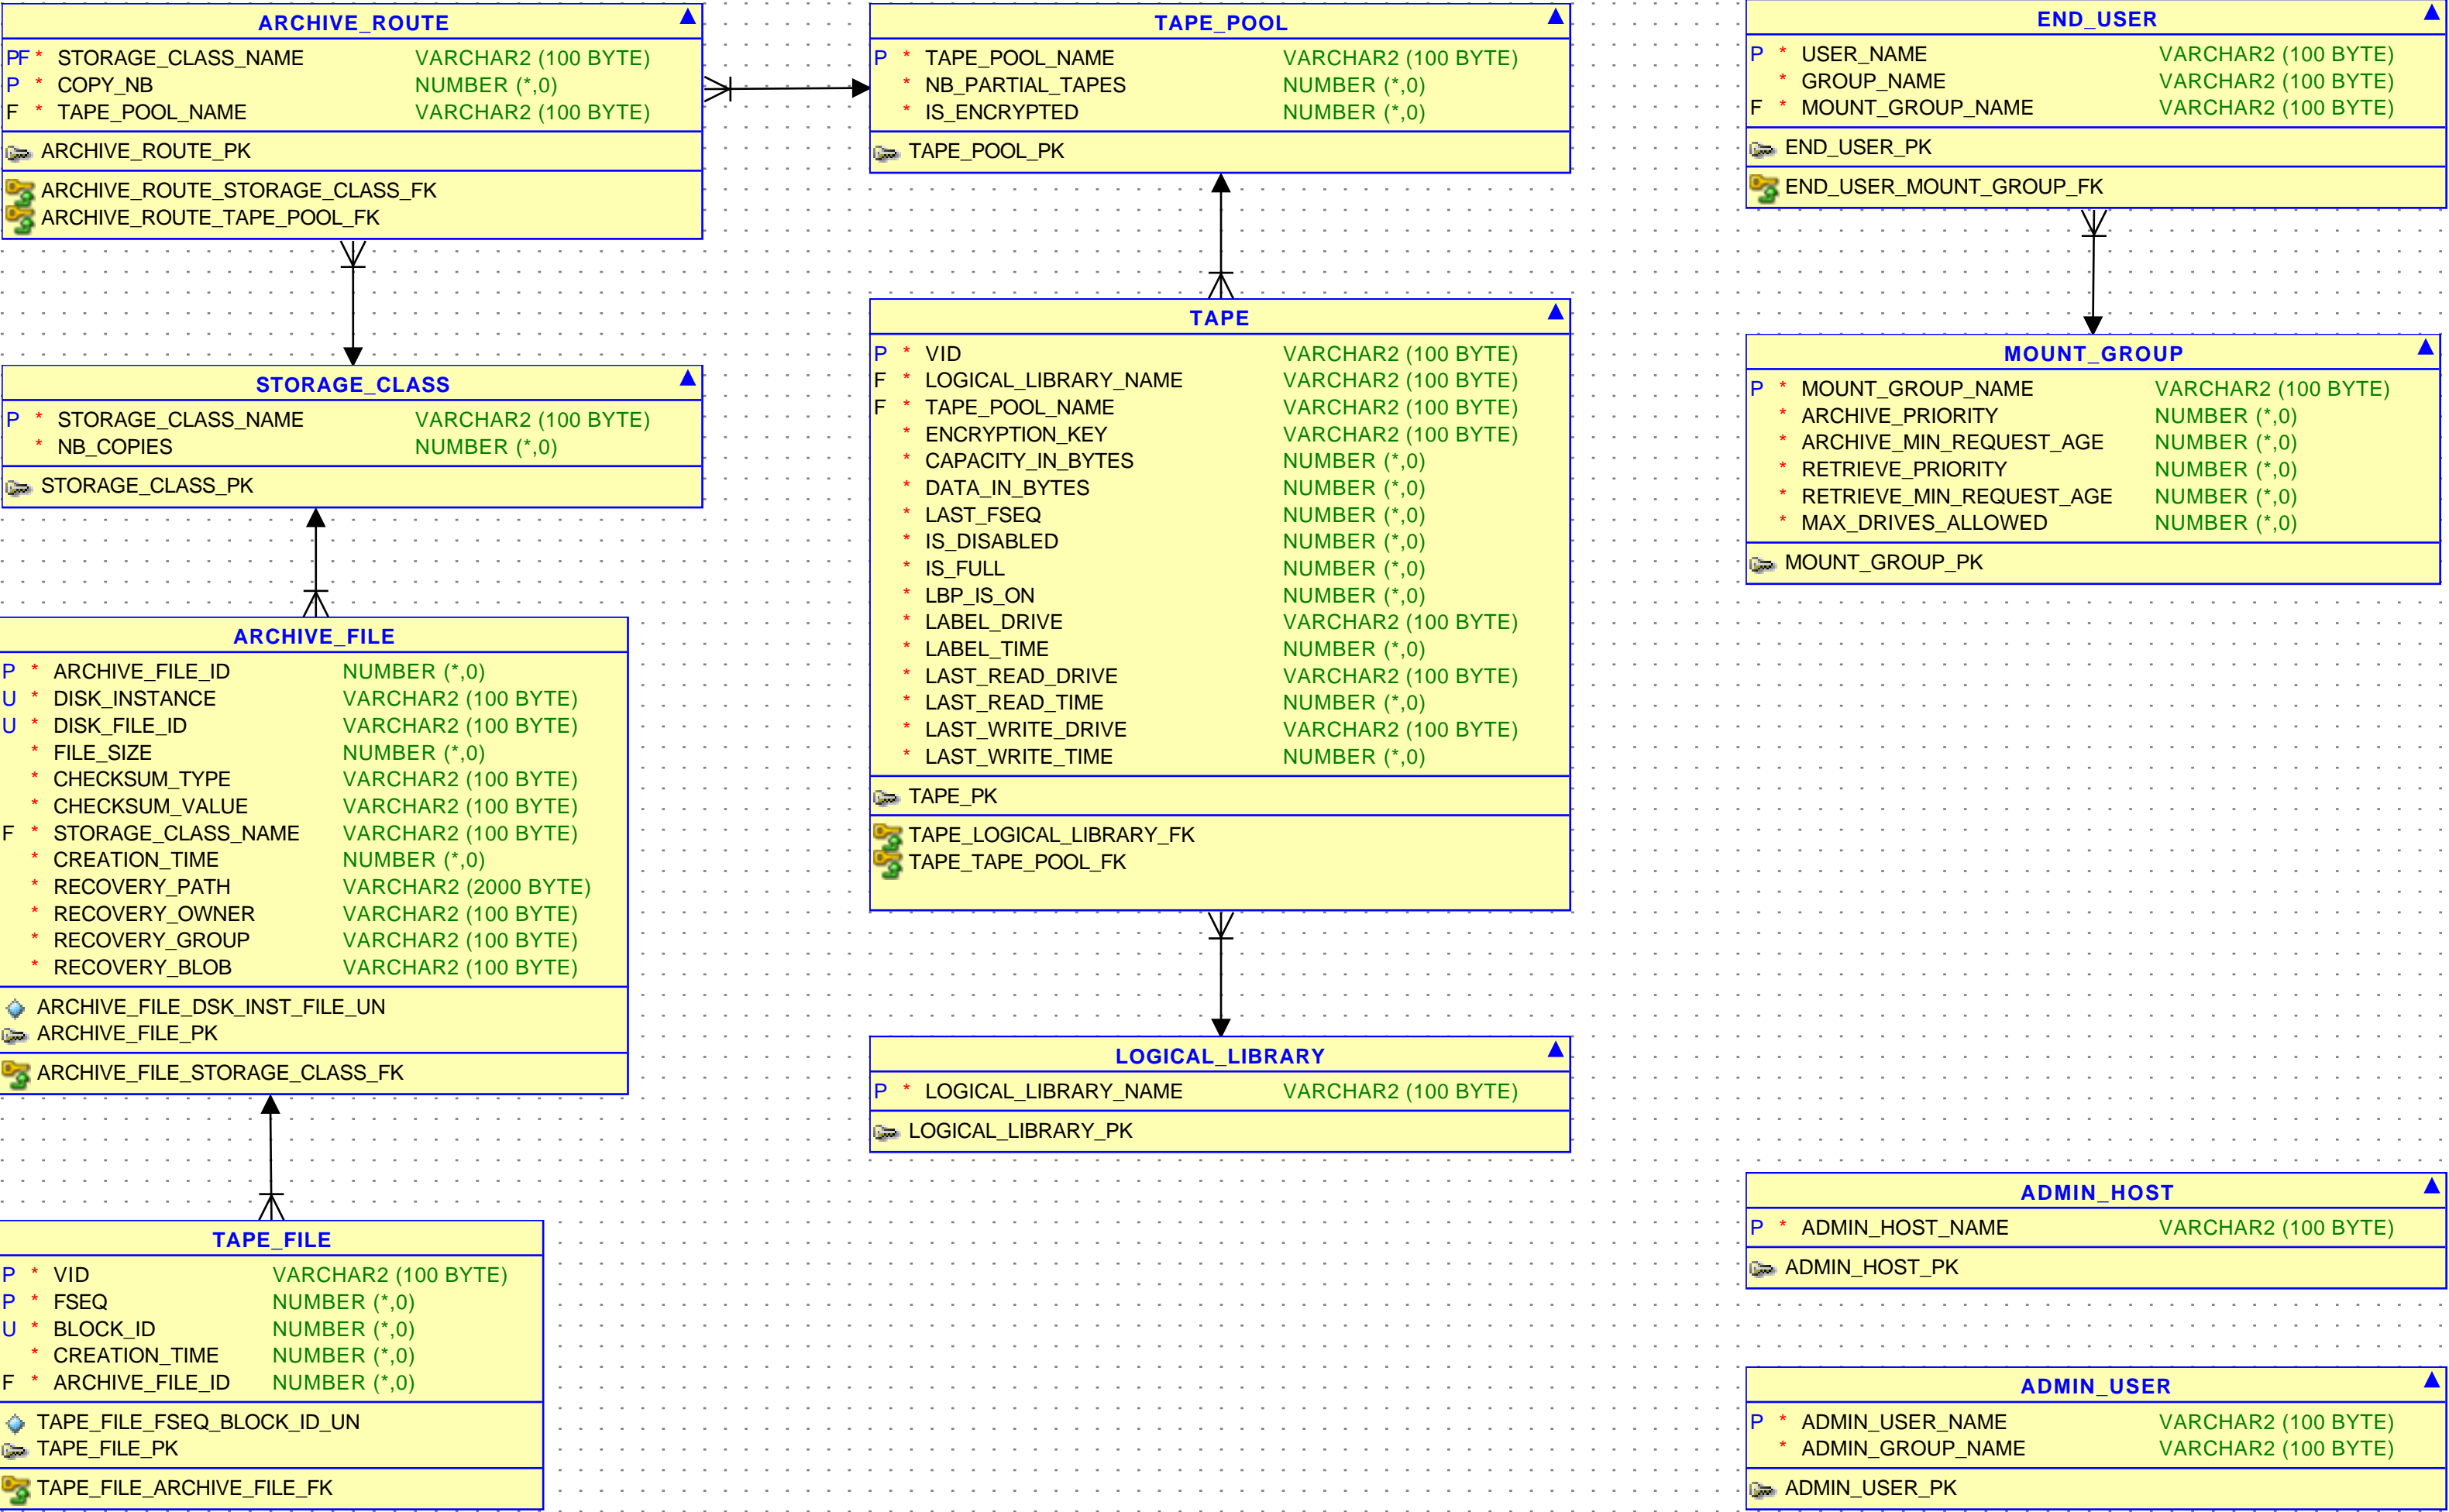 ARCHIVE_ROUTE
PF * STORAGE_CLASS_NAME VARCHAR2 (100 BYTE)
P * COPY_NB NUMBER (*,0)
F * TAPE_POOL_NAME VARCHAR2 (100 BYTE)
ARCHIVE_ROUTE_PK
ARCHIVE_ROUTE_STORAGE_CLASS_FK
ARCHIVE_ROUTE_TAPE_POOL_FK
STORAGE_CLASS
P * STORAGE_CLASS_NAME VARCHAR2 (100 BYTE)
* NB_COPIES NUMBER (*,0)
STORAGE_CLASS_PK
ARCHIVE_FILE
P * ARCHIVE_FILE_ID NUMBER (*,0)
U * DISK_INSTANCE VARCHAR2 (100 BYTE)
U * DISK_FILE_ID VARCHAR2 (100 BYTE)
* FILE_SIZE NUMBER (*,0)
* CHECKSUM_TYPE VARCHAR2 (100 BYTE)
* CHECKSUM_VALUE VARCHAR2 (100 BYTE)
F * STORAGE_CLASS_NAME VARCHAR2 (100 BYTE)
* CREATION_TIME NUMBER (*,0)
* RECOVERY_PATH VARCHAR2 (2000 BYTE)
* RECOVERY_OWNER VARCHAR2 (100 BYTE)
* RECOVERY_GROUP VARCHAR2 (100 BYTE)
* RECOVERY_BLOB VARCHAR2 (100 BYTE)
ARCHIVE_FILE_DSK_INST_FILE_UN
ARCHIVE_FILE_PK
ARCHIVE_FILE_STORAGE_CLASS_FK
TAPE_FILE
P * VID VARCHAR2 (100 BYTE)
P * FSEQ NUMBER (*,0)
U * BLOCK_ID NUMBER (*,0)
* CREATION_TIME NUMBER (*,0)
F * ARCHIVE_FILE_ID NUMBER (*,0)
TAPE_FILE_FSEQ_BLOCK_ID_UN
TAPE_FILE_PK
TAPE_FILE_ARCHIVE_FILE_FK
TAPE_POOL
P * TAPE_POOL_NAME VARCHAR2 (100 BYTE)
* NB_PARTIAL_TAPES NUMBER (*,0)
* IS_ENCRYPTED NUMBER (*,0)
TAPE_POOL_PK
TAPE
P * VID VARCHAR2 (100 BYTE)
F * LOGICAL_LIBRARY_NAME VARCHAR2 (100 BYTE)
F * TAPE_POOL_NAME VARCHAR2 (100 BYTE)
* ENCRYPTION_KEY VARCHAR2 (100 BYTE)
* CAPACITY_IN_BYTES NUMBER (*,0)
* DATA_IN_BYTES NUMBER (*,0)
* LAST_FSEQ NUMBER (*,0)
* IS_DISABLED NUMBER (*,0)
* IS_FULL NUMBER (*,0)
* LBP_IS_ON NUMBER (*,0)
* LABEL_DRIVE VARCHAR2 (100 BYTE)
* LABEL_TIME NUMBER (*,0)
* LAST_READ_DRIVE VARCHAR2 (100 BYTE)
* LAST_READ_TIME NUMBER (*,0)
* LAST_WRITE_DRIVE VARCHAR2 (100 BYTE)
* LAST_WRITE_TIME NUMBER (*,0)
TAPE_PK
TAPE_LOGICAL_LIBRARY_FK
TAPE_TAPE_POOL_FK
LOGICAL_LIBRARY
P * LOGICAL_LIBRARY_NAME VARCHAR2 (100 BYTE)
LOGICAL_LIBRARY_PK
END_USER
P * USER_NAME VARCHAR2 (100 BYTE)
* GROUP_NAME VARCHAR2 (100 BYTE)
F * MOUNT_GROUP_NAME VARCHAR2 (100 BYTE)
END_USER_PK
END_USER_MOUNT_GROUP_FK
MOUNT_GROUP
P * MOUNT_GROUP_NAME VARCHAR2 (100 BYTE)
* ARCHIVE_PRIORITY NUMBER (*,0)
* ARCHIVE_MIN_REQUEST_AGE NUMBER (*,0)
* RETRIEVE_PRIORITY NUMBER (*,0)
* RETRIEVE_MIN_REQUEST_AGE NUMBER (*,0)
* MAX_DRIVES_ALLOWED NUMBER (*,0)
MOUNT_GROUP_PK
ADMIN_HOST
P * ADMIN_HOST_NAME VARCHAR2 (100 BYTE)
ADMIN_HOST_PK
ADMIN_USER
P * ADMIN_USER_NAME VARCHAR2 (100 BYTE)
* ADMIN_GROUP_NAME VARCHAR2 (100 BYTE)
ADMIN_USER_PK